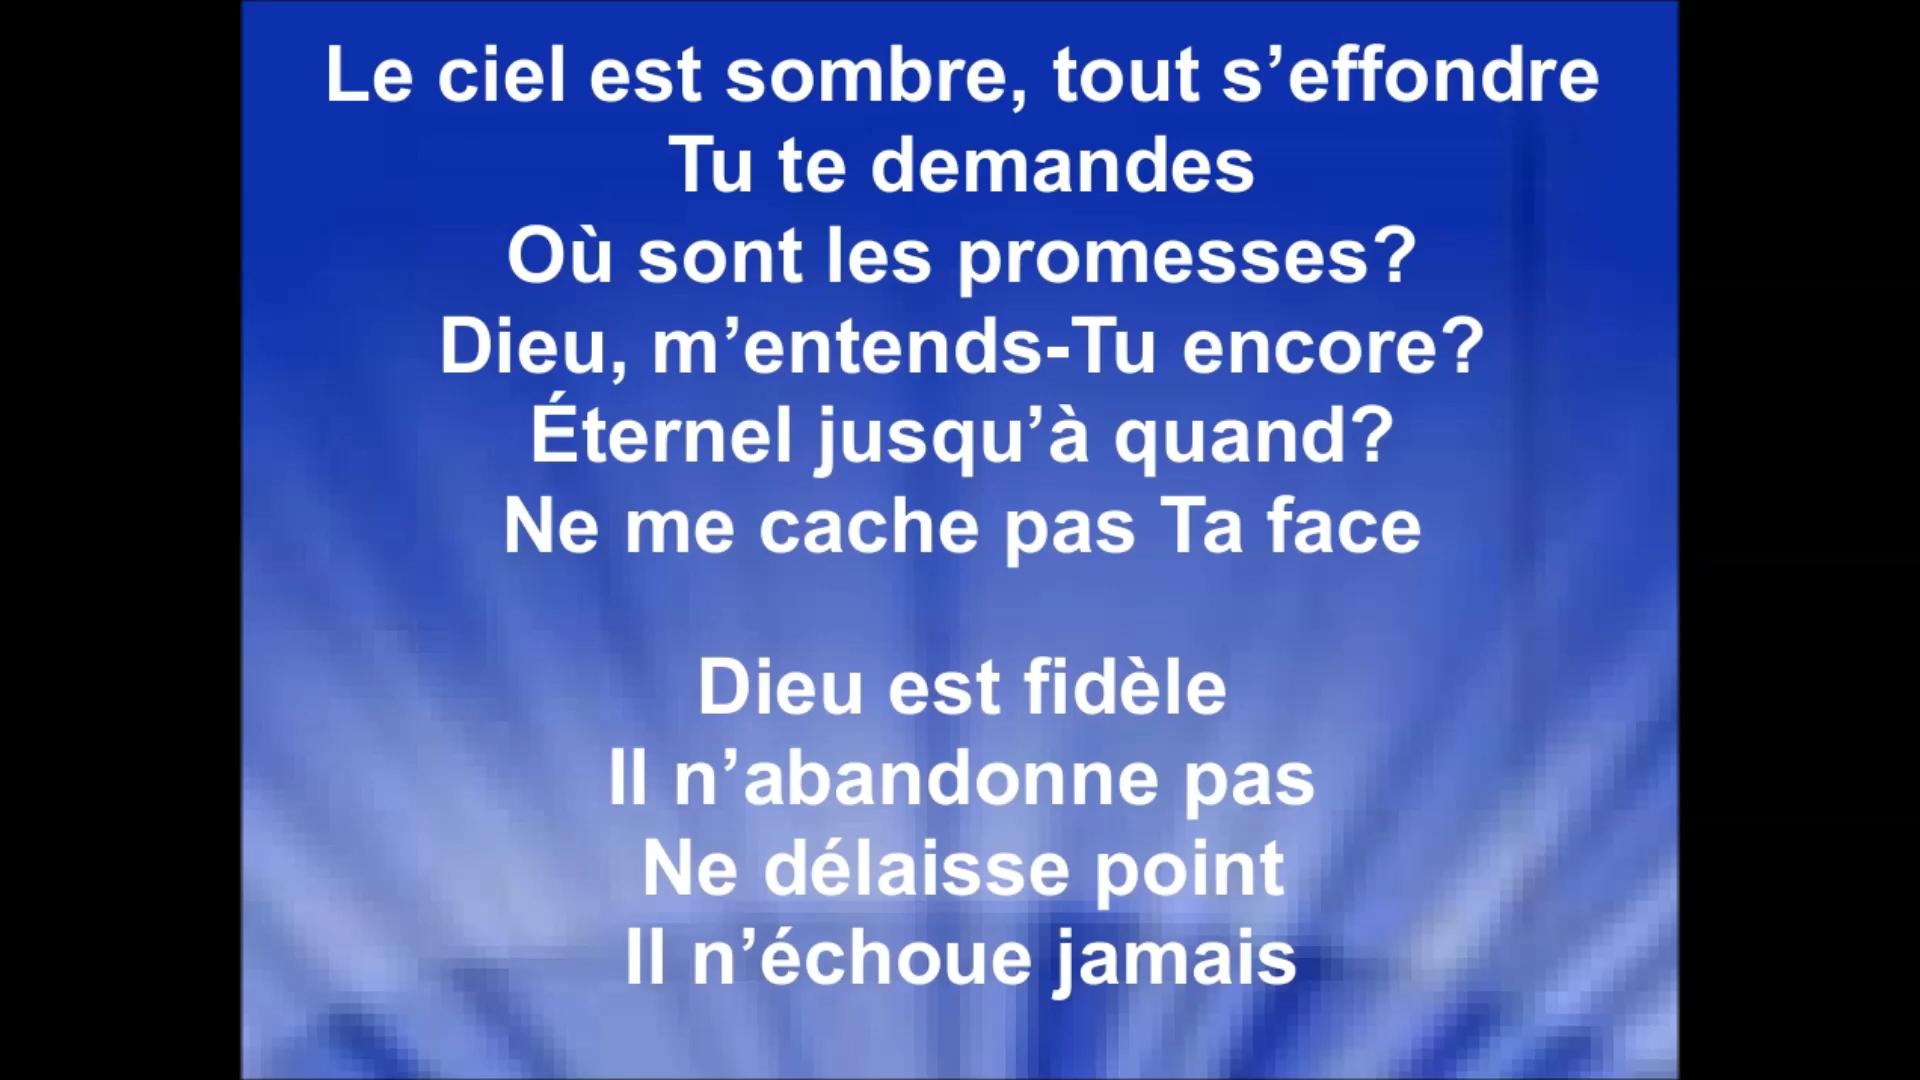 Le ciel est sombre, tout s’effondre
Tu te demandes
Où sont les promesses?
Dieu, m’entends-Tu encore?
Éternel jusqu’à quand?
Ne me cache pas Ta face
Dieu est fidèle
Il n’abandonne pas
Ne délaisse point
Il n’échoue jamais